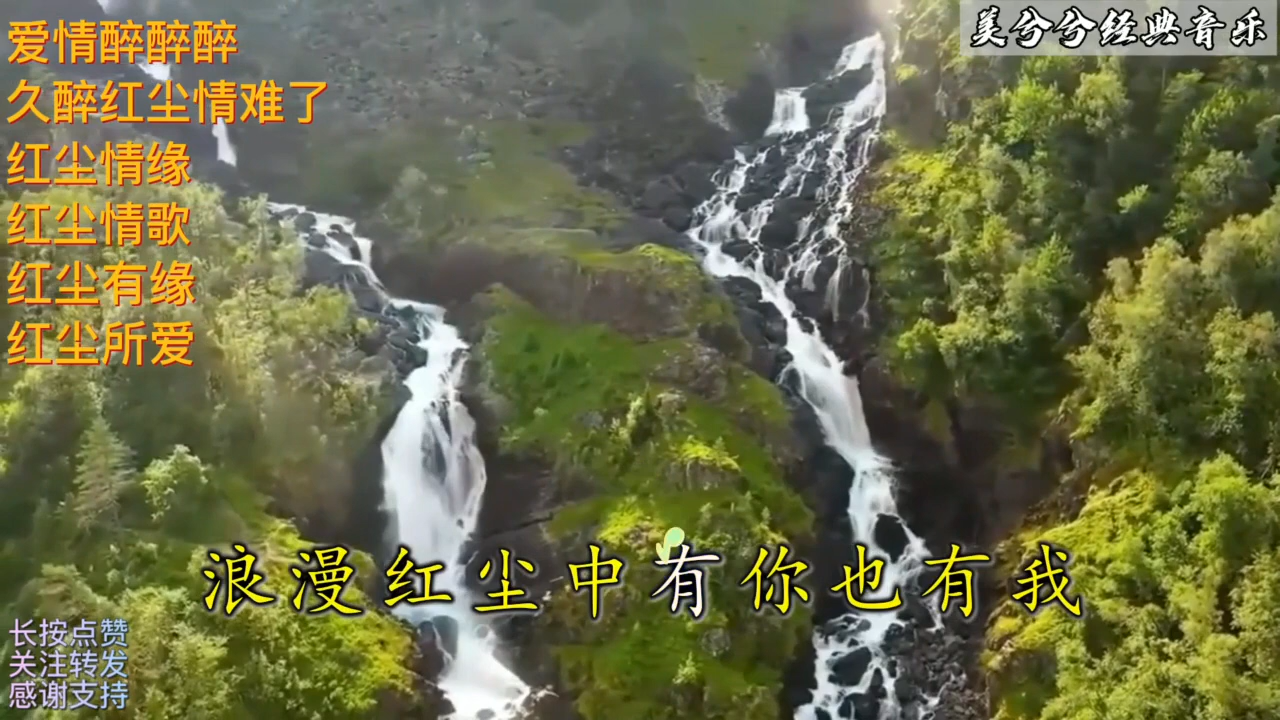 美兮兮经典音乐
爱情醉醉醉
久醉红尘情难了
红尘情缘
红尘情歌
红尘有缘
红尘所爱
浪漫红尘中有你也有我
长按点赞
关注转发
感谢支持